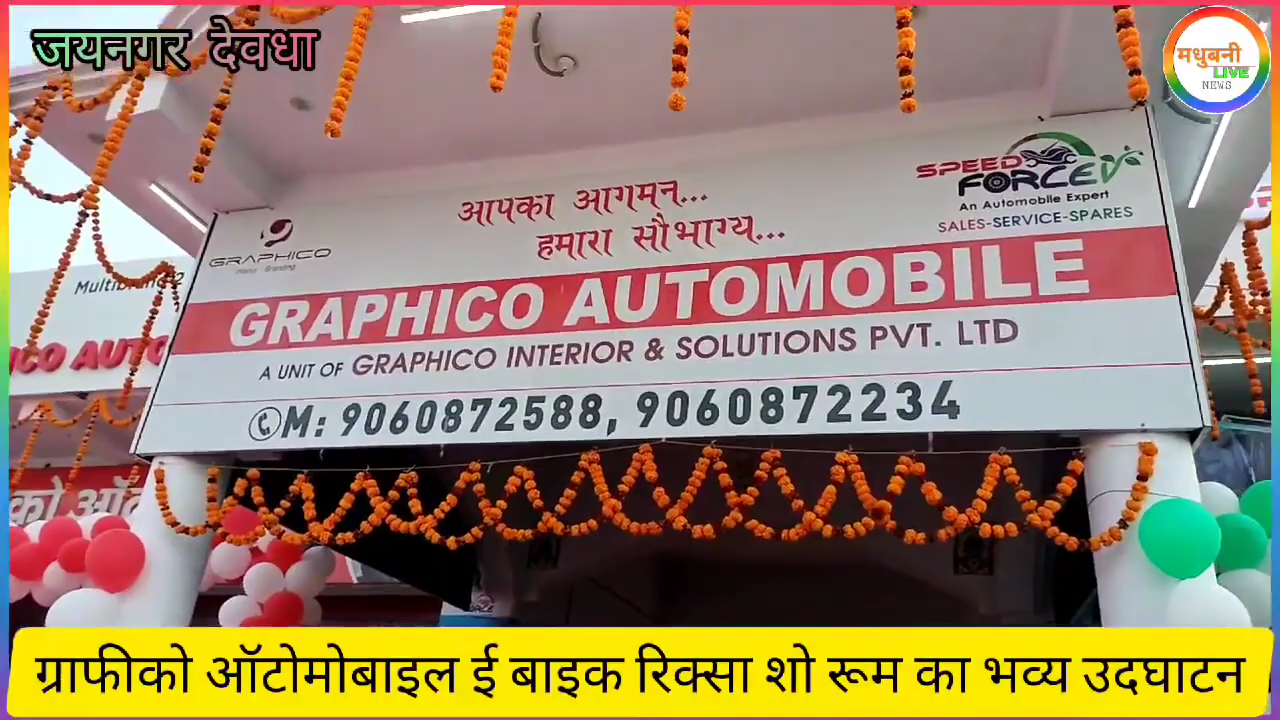 जयनगर देवधा
मधुबनी
LIVE
NEWS
आपका आगमन...
हमारा सौभाग्य...
GRAPHICO
SPEED
FORCE
An Automobile Expert
SALES-SERVICE-SPARES
GRAPHICO AUTOMOBILE
A UNIT OF GRAPHICO INTERIOR & SOLUTIONS PVT. LTD
M: 9060872588, 9060872234
ग्राफीको ऑटोमोबाइल ई बाइक रिक्सा शो रूम का भव्य उदघाटन